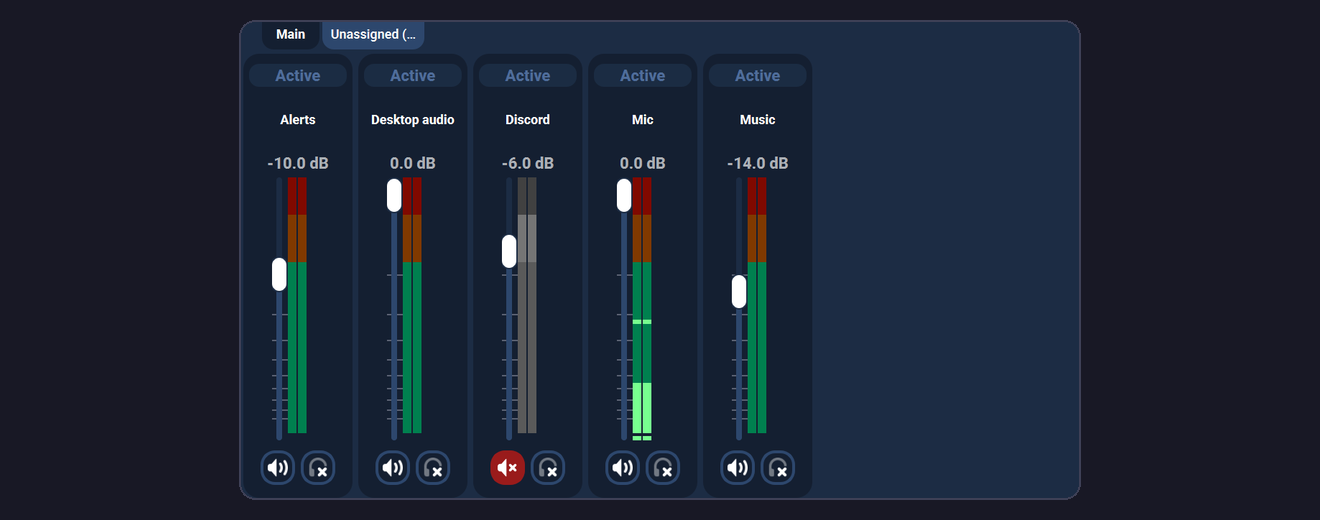 Main Unassigned (...
Active Active Active Active Active
Alerts Desktop audio Discord Mic Music
-10.0 dB 0.0 dB -6.0 dB 0.0 dB -14.0 dB